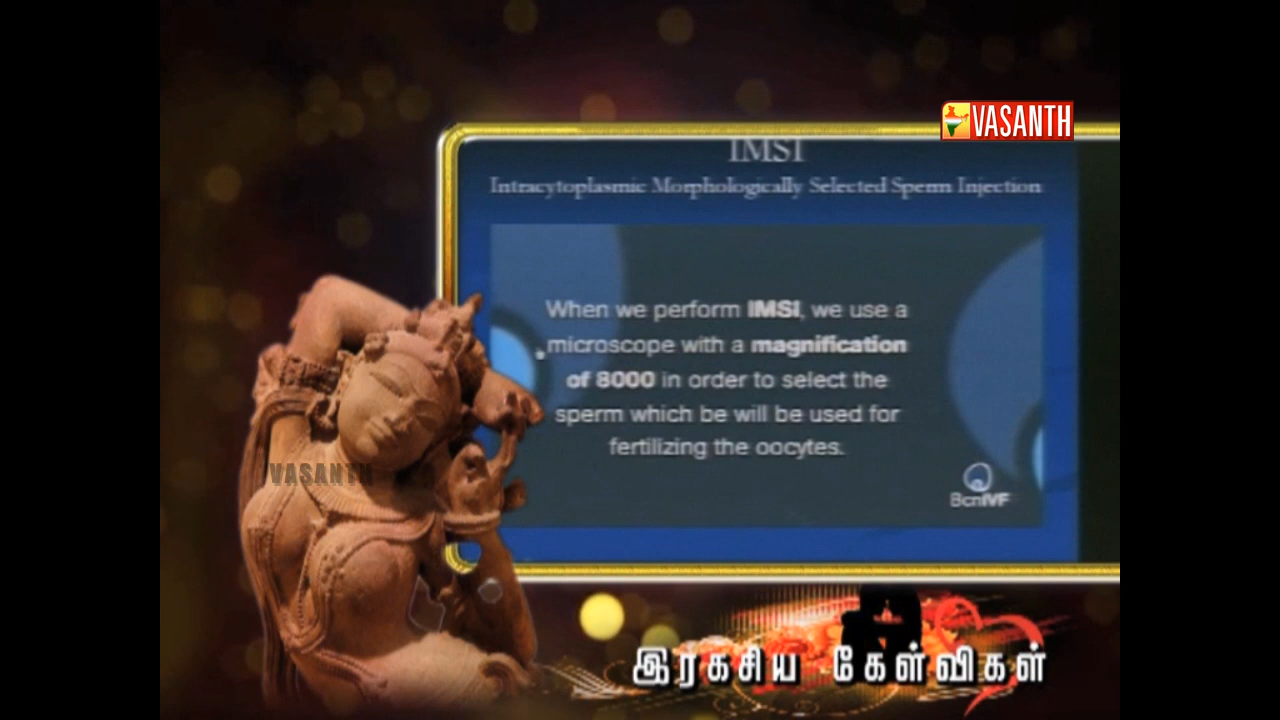 VASANTH
IMSI
Intracytoplasmic Morphologically Selected Sperm Injection
When we perform IMSI, we use a
microscope with a magnification
of 8000 in order to select the
sperm which be will be used for
fertilizing the oocytes.
BcnIVF
VASANTH
இரகசிய கேள்விகள்